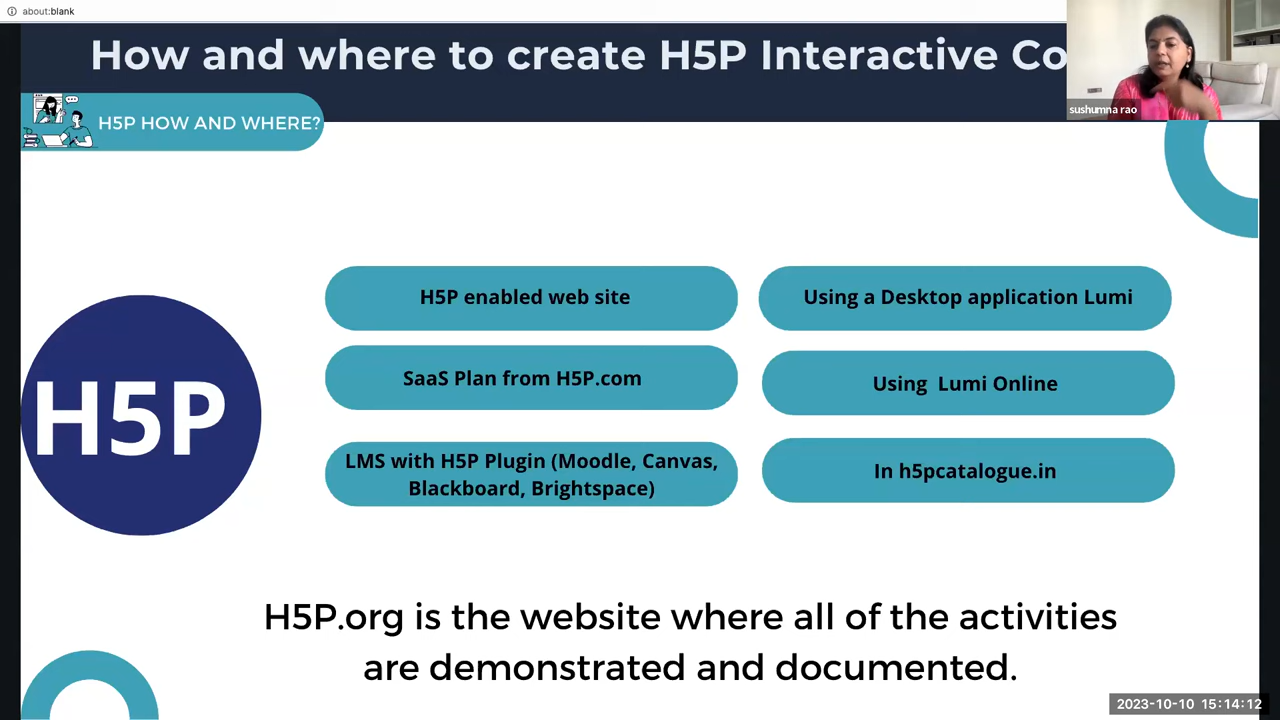 about:blank
How and where to create H5P Interactive Co
sushumna rao
H5P HOW AND WHERE?
H5P
H5P enabled web site
Using a Desktop application Lumi
SaaS Plan from H5P.com
Using Lumi Online
LMS with H5P Plugin (Moodle, Canvas,
Blackboard, Brightspace)
In h5pcatalogue.in
H5P.org is the website where all of the activities
are demonstrated and documented.
2023-10-10 15:14:12